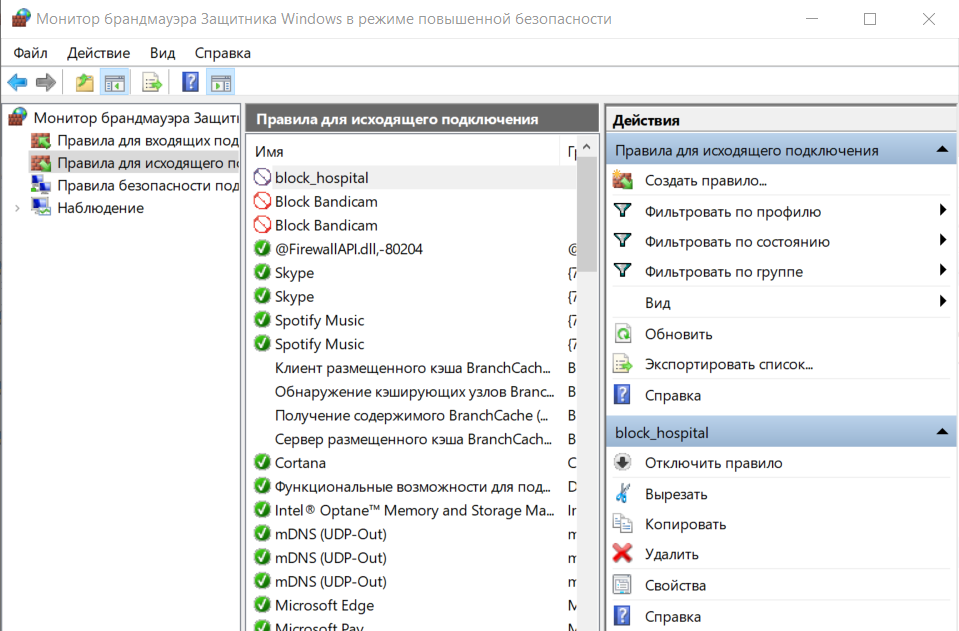 Монитор брандмауэра Защитника Windows в режиме повышенной безопасности
Файл Действие Вид Справка
Монитор брандмауэра Защити
Правила для входящих под
Правила для исходящего по
Правила безопасности под
Наблюдение
Правила для исходящего подключения
Имя
block_hospital
Block Bandicam
Block Bandicam
@FirewallAPI.dll,-80204 @
Skype {7
Skype {7
Spotify Music {7
Spotify Music {7
Клиент размещенного кэша BranchCach... B
Обнаружение кэширующих узлов Branc... B
Получение содержимого BranchCache (... B
Сервер размещенного кэша BranchCach... B
Cortana C
Функциональные возможности для под... D
Intel® Optane™ Memory and Storage Ma... In
mDNS (UDP-Out) m
mDNS (UDP-Out) m
mDNS (UDP-Out) m
Microsoft Edge M
Microsoft Pay M
Действия
Правила для исходящего подключения
Создать правило...
Фильтровать по профилю
Фильтровать по состоянию
Фильтровать по группе
Вид
Обновить
Экспортировать список...
Справка
block_hospital
Отключить правило
Вырезать
Копировать
Удалить
Свойства
Справка